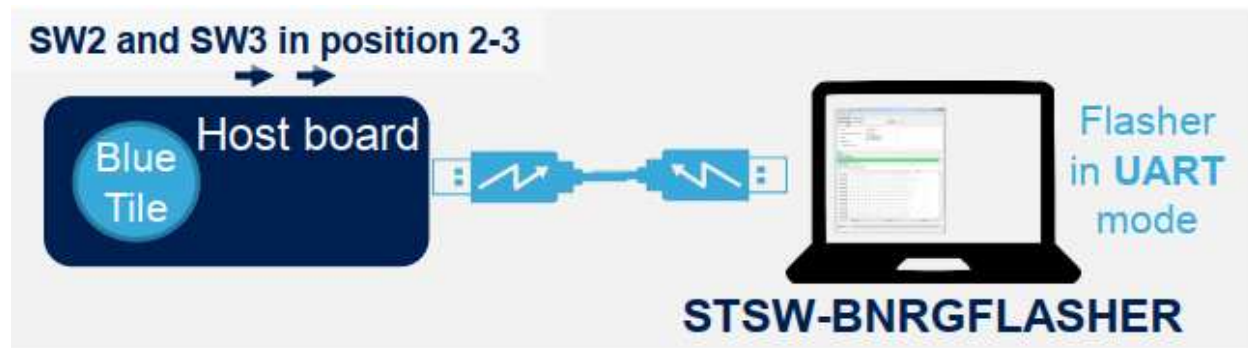 SW2 and SW3 in position 2-3
Host board
Blue
Tile
Flasher
in UART
mode
STSW-BNRGFLASHER